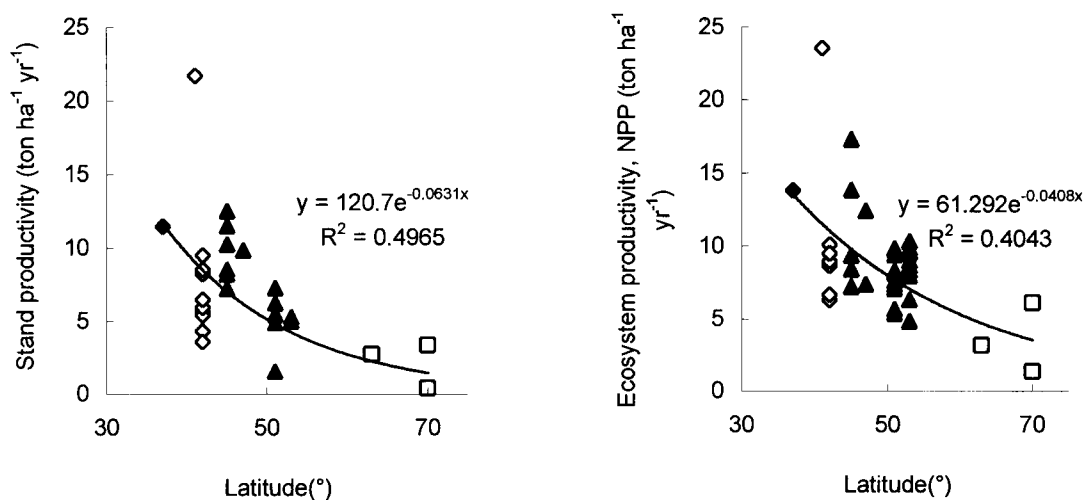 Stand productivity (ton ha⁻¹ yr⁻¹)
25
20
15
10
5
0
y = 120.7e^-0.0631x
R² = 0.4965
30
50
70
Latitude(°)
Ecosystem productivity, NPP (ton ha⁻¹
yr⁻¹)
25
20
15
10
5
0
y = 61.292e^-0.0408x
R² = 0.4043
30
50
70
Latitude(°)